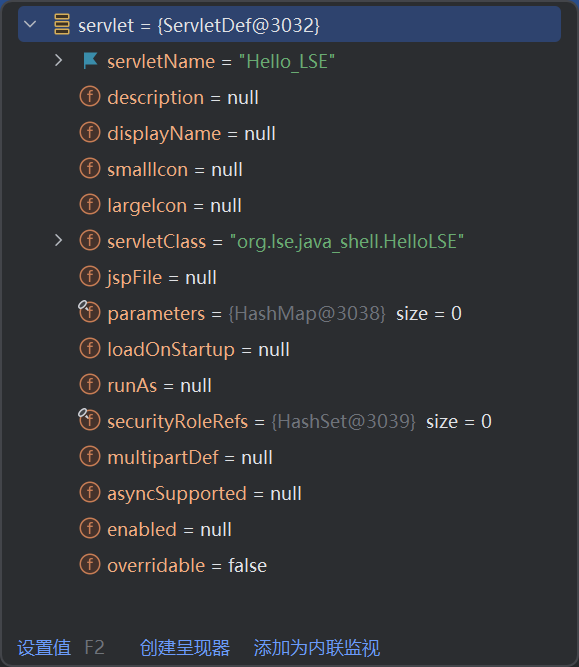 servlet = {ServletDef@3032}
servletName = "Hello_LSE"
description = null
displayName = null
smallIcon = null
largeIcon = null
servletClass = "org.lse.java_shell.HelloLSE"
jspFile = null
parameters = {HashMap@3038} size = 0
loadOnStartup = null
runAs = null
securityRoleRefs = {HashSet@3039} size = 0
multipartDef = null
asyncSupported = null
enabled = null
overridable = false
设置值 F2 创建呈现器 添加为内联监视